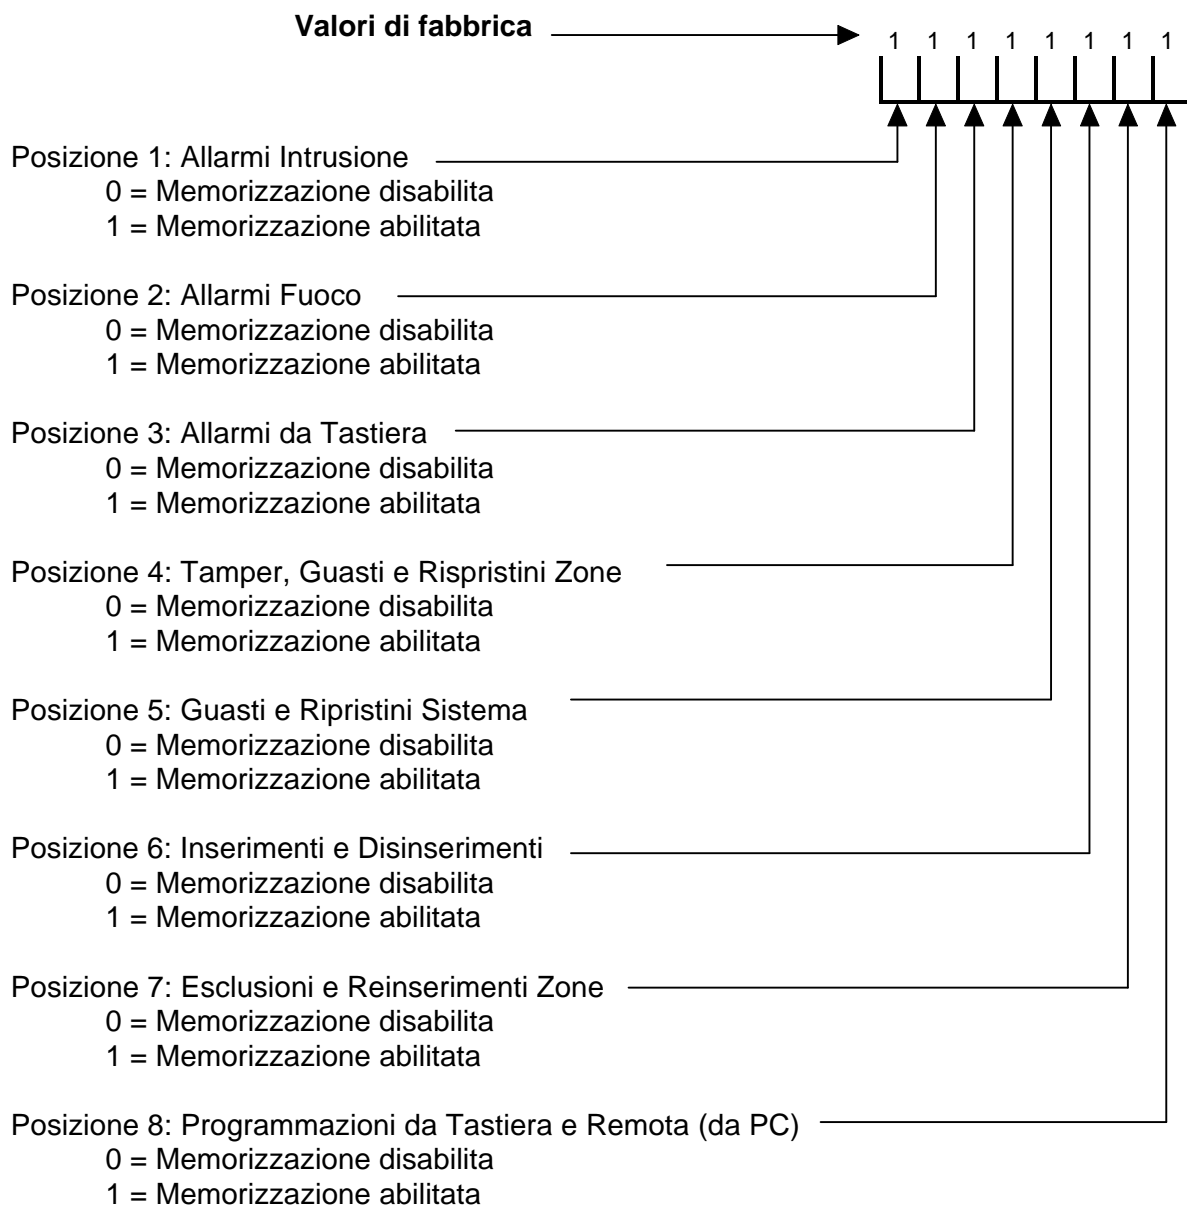 Valori di fabbrica 1 1 1 1 1 1 1 1
Posizione 1: Allarmi Intrusione
0 = Memorizzazione disabilita
1 = Memorizzazione abilitata
Posizione 2: Allarmi Fuoco
0 = Memorizzazione disabilita
1 = Memorizzazione abilitata
Posizione 3: Allarmi da Tastiera
0 = Memorizzazione disabilita
1 = Memorizzazione abilitata
Posizione 4: Tamper, Guasti e Rispristini Zone
0 = Memorizzazione disabilita
1 = Memorizzazione abilitata
Posizione 5: Guasti e Ripristini Sistema
0 = Memorizzazione disabilita
1 = Memorizzazione abilitata
Posizione 6: Inserimenti e Disinserimenti
0 = Memorizzazione disabilita
1 = Memorizzazione abilitata
Posizione 7: Esclusioni e Reinserimenti Zone
0 = Memorizzazione disabilita
1 = Memorizzazione abilitata
Posizione 8: Programmazioni da Tastiera e Remota (da PC)
0 = Memorizzazione disabilita
1 = Memorizzazione abilitata